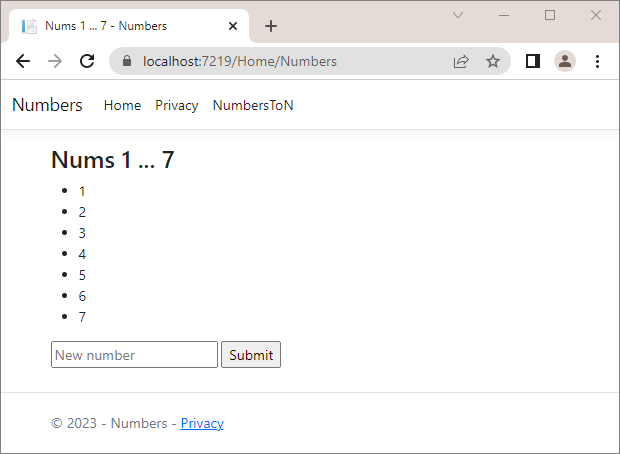 Nums 1 ... 7 - Numbers
localhost:7219/Home/Numbers
Numbers Home Privacy NumbersToN
Nums 1 ... 7
1
2
3
4
5
6
7
New number Submit
© 2023 - Numbers - Privacy